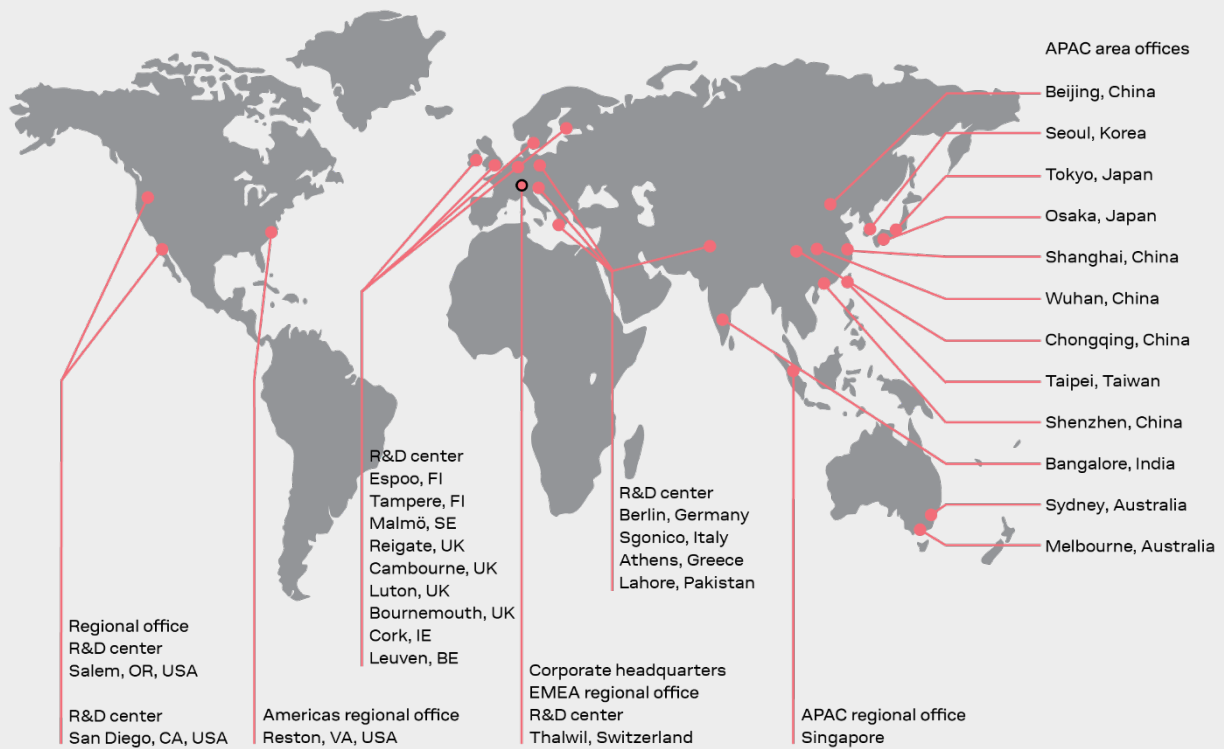 APAC area offices
Beijing, China
Seoul, Korea
Tokyo, Japan
Osaka, Japan
Shanghai, China
Wuhan, China
Chongqing, China
Taipei, Taiwan
Shenzhen, China
Bangalore, India
Sydney, Australia
Melbourne, Australia
Regional office
R&D center
Salem, OR, USA
R&D center
San Diego, CA, USA
Americas regional office
Reston, VA, USA
R&D center
Espoo, FI
Tampere, FI
Malmö, SE
Reigate, UK
Cambourne, UK
Luton, UK
Bournemouth, UK
Cork, IE
Leuven, BE
Corporate headquarters
EMEA regional office
R&D center
Thalwil, Switzerland
R&D center
Berlin, Germany
Sgonico, Italy
Athens, Greece
Lahore, Pakistan
APAC regional office
Singapore